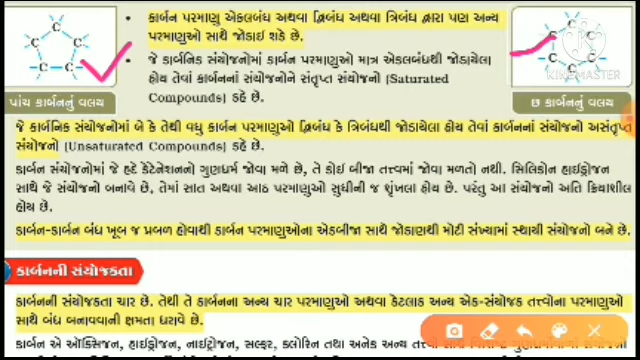 • કાર્બન પરમાણુ એકલબંધ અથવા દ્વિબંધ અથવા ત્રિબંધ દ્વારા પણ અન્ય
પરમાણુઓ સાથે જોડાઈ શકે છે.
• જે કાર્બનિક સંયોજનોમાં કાર્બન પરમાણુઓ માત્ર એકલબંધથી જોડાયેલા
હોય તેવાં કાર્બનનાં સંયોજનોને સંતૃપ્ત સંયોજનો (Saturated
Compounds) કહે છે.
C C C C C
પાંચ કાર્બનનું વલય
C C C C
KINEMASTER
છ કાર્બનનું વલય
જે કાર્બનિક સંયોજનોમાં બે કે તેથી વધુ કાર્બન પરમાણુઓ દ્વિબંધ કે ત્રિબંધથી જોડાયેલા હોય તેવાં કાર્બનનાં સંયોજનો અસંતૃપ્ત
સંયોજનો (Unsaturated Compounds) કહે છે.
કાર્બન સંયોજનોમાં જે હદે કેટેનેશનનો ગુણધર્મ જોવા મળે છે, તે કોઈ બીજા તત્ત્વમાં જોવા મળતો નથી. સિલિકોન હાઇડ્રોજન
સાથે જે સંયોજનો બનાવે છે, તેમાં સાત અથવા આઠ પરમાણુઓ સુધીની જ શૃંખલા હોય છે. પરંતુ આ સંયોજનો અતિ ક્રિયાશીલ
હોય છે.
કાર્બન-કાર્બન બંધ ખૂબ જ પ્રબળ હોવાથી કાર્બન પરમાણુઓના એકબીજા સાથે જોડાણથી મોટી સંખ્યામાં સ્થાયી સંયોજનો બને છે.
કાર્બનની સંયોજકતા
કાર્બનની સંયોજકતા ચાર છે. તેથી તે કાર્બનના અન્ય ચાર પરમાણુઓ અથવા કેટલાક અન્ય એક-સંયોજક તત્ત્વોના પરમાણુઓ
સાથે બંધ બનાવવાની ક્ષમતા ધરાવે છે.
કાર્બન એ ઑક્સિજન, હાઇડ્રોજન, નાઇટ્રોજન, સલ્ફર, ક્લોરિન તથા અનેક અન્ય